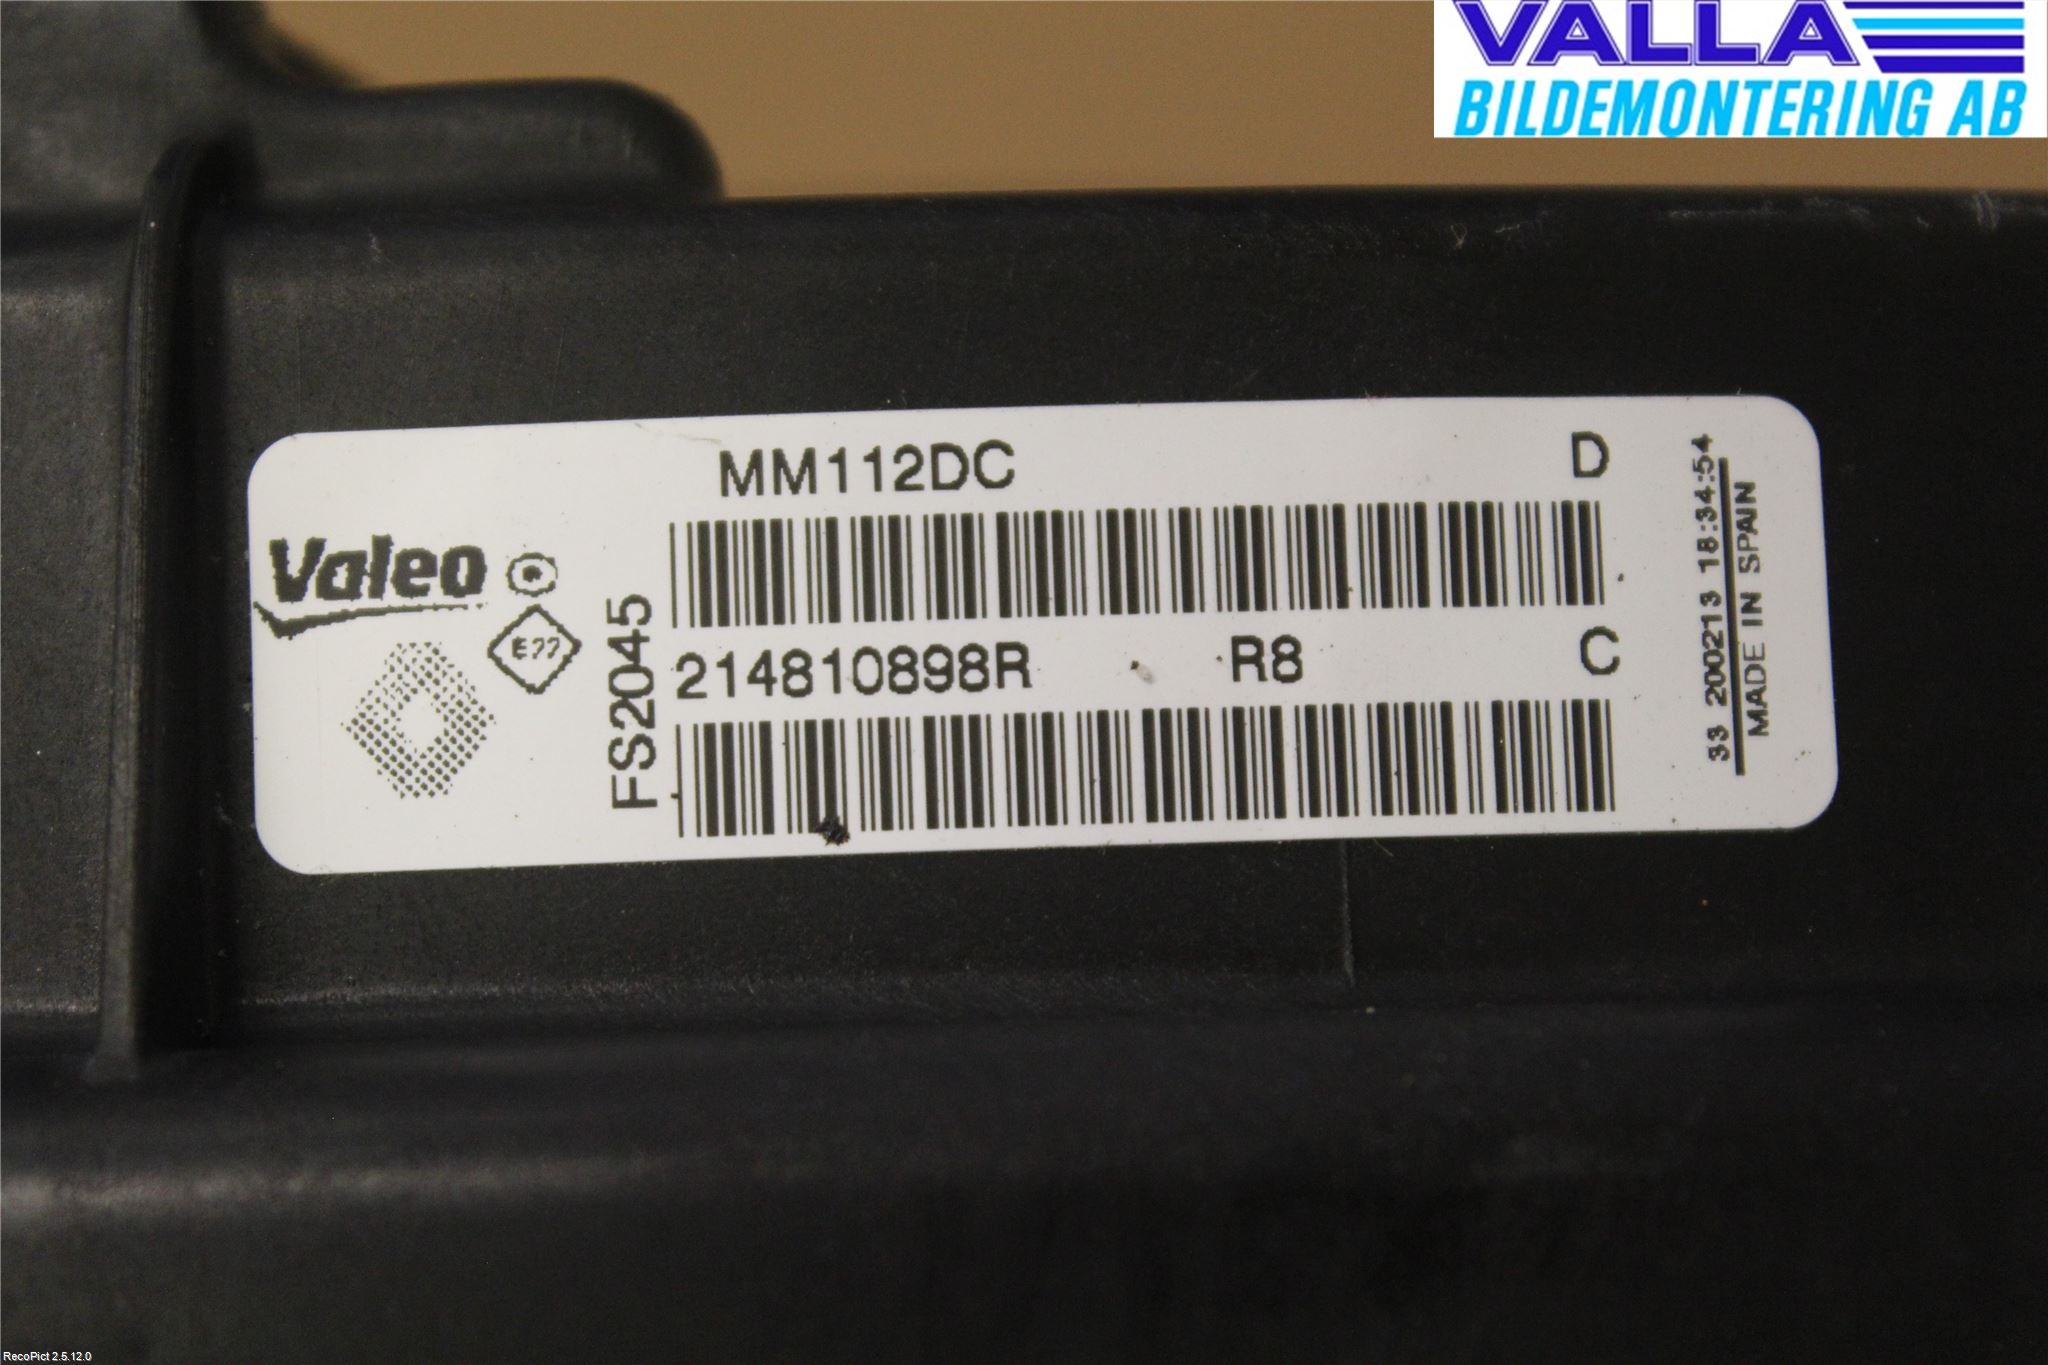 VALLA
BILDEMONTERING AB
MM112DC D
Valeo
FS2045
214810898R R8 C
33 200213 18:34:54
MADE IN SPAIN
RecoPict 2.5.12.0